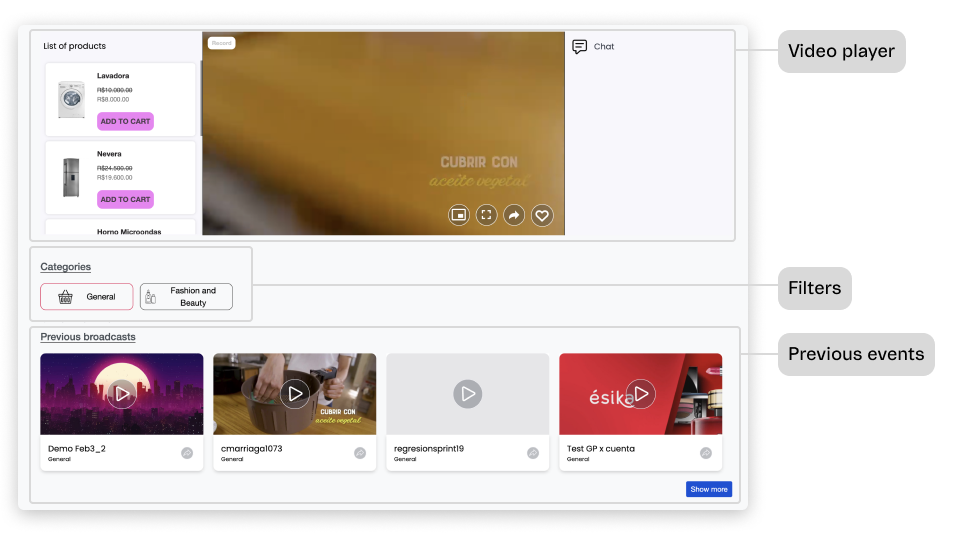 List of products
Lavadora
R$10.000.00
R$8.000.00
ADD TO CART
Nevera
R$24.500.00
R$19.600.00
ADD TO CART
Horno Microondas
Record
CUBRIR CON
aceite vegetal
Chat
Video player
Categories
General
Fashion and
Beauty
Filters
Previous broadcasts
Previous events
CUBRIR CON
aceite vegetal
ésika
Demo Feb3_2
General
cmarriaga1073
General
regresionsprint19
General
Test GP x cuenta
General
Show more